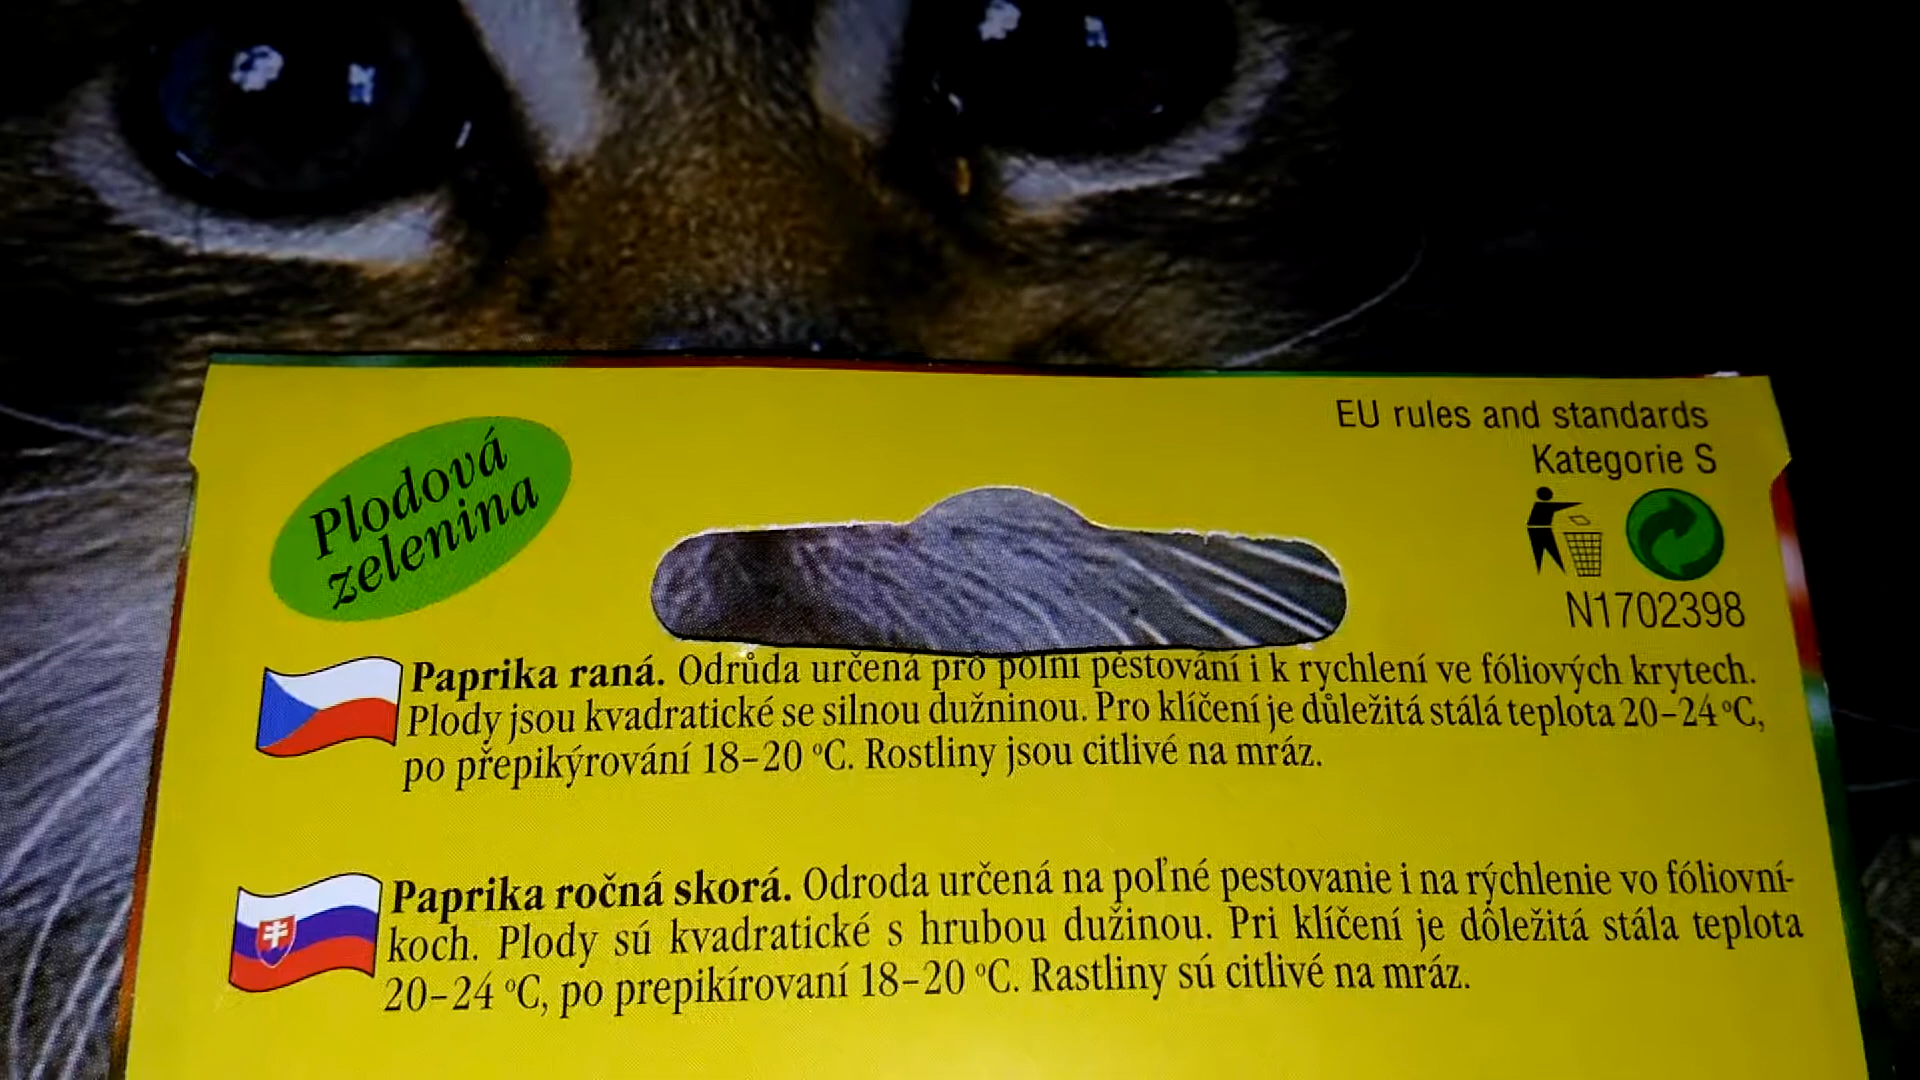 Plodová
zelenina
EU rules and standards
Kategorie S
N1702398
Paprika raná. Odrůda určená pro polní pěstování i k rychlení ve fóliových krytech.
Plody jsou kvadratické se silnou dužninou. Pro klíčení je důležitá stálá teplota 20–24 °C,
po přepikýrování 18–20 °C. Rostliny jsou citlivé na mráz.
Paprika ročná skorá. Odroda určená na poľné pestovanie i na rýchlenie vo fóliovní-
koch. Plody sú kvadratické s hrubou dužinou. Pri klíčení je dôležitá stála teplota
20–24 °C, po prepikírovaní 18–20 °C. Rastliny sú citlivé na mráz.